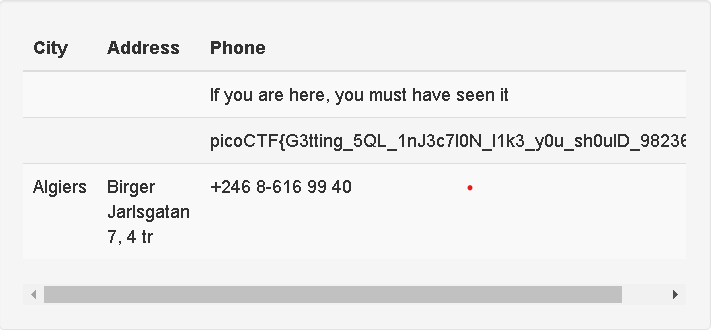 City Address Phone
If you are here, you must have seen it
picoCTF{G3tting_5QL_1nJ3c7I0N_l1k3_y0u_sh0ulD_98236
Algiers Birger +246 8-616 99 40
Jarlsgatan
7, 4 tr